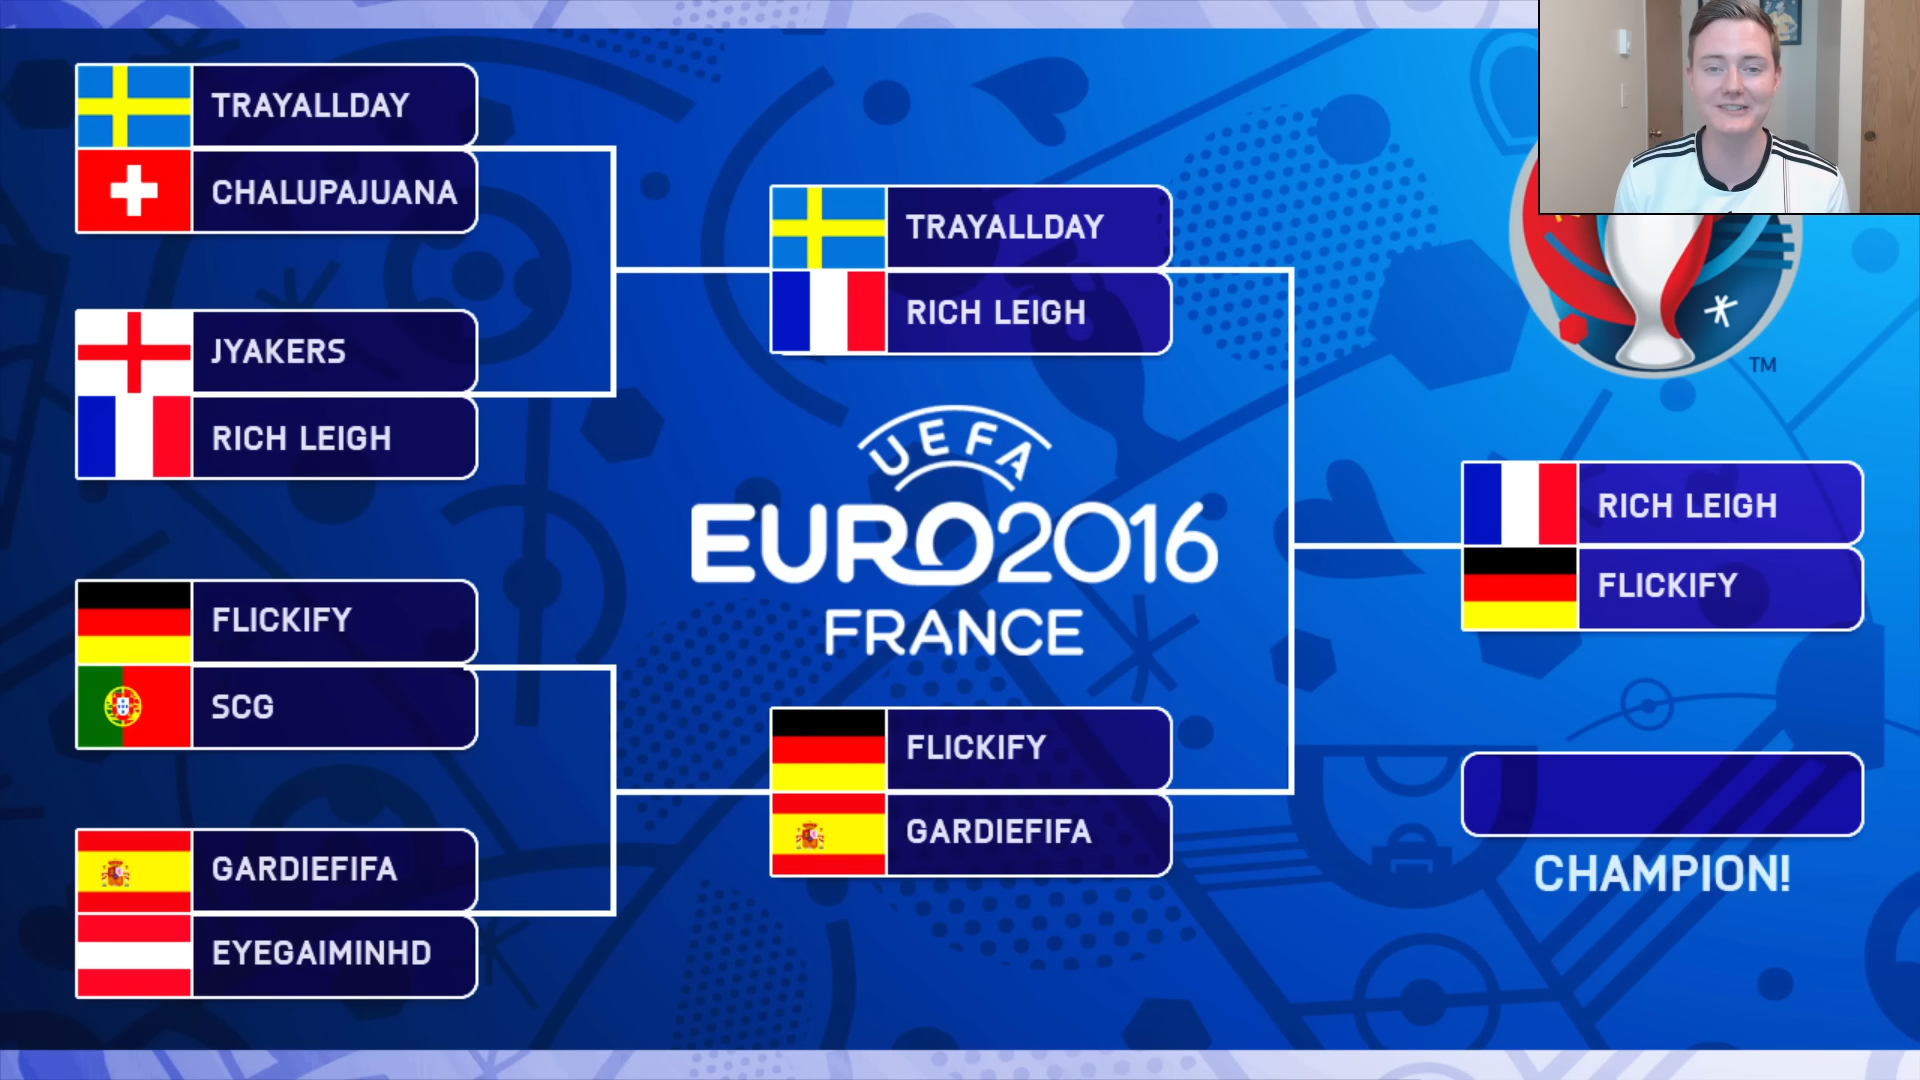 TRAYALLDAY
CHALUPAJUANA
JYAKERS
RICH LEIGH
FLICKIFY
SCG
GARDIEFIFA
EYEGAIMINHD
TRAYALLDAY
RICH LEIGH
UEFA
EURO2016
FRANCE
FLICKIFY
GARDIEFIFA
TM
RICH LEIGH
FLICKIFY
CHAMPION!